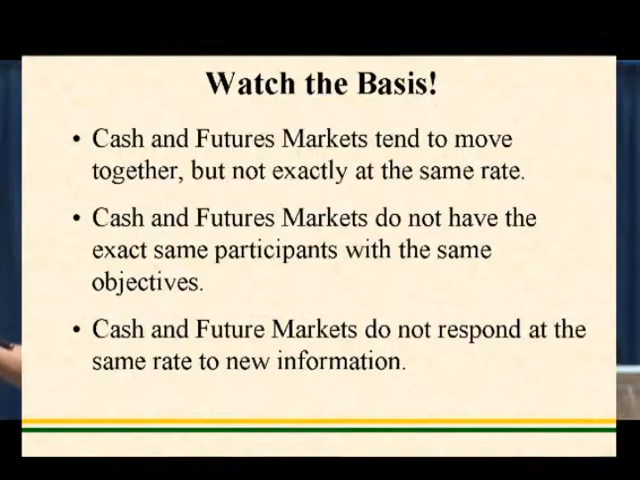 Watch the Basis!
• Cash and Futures Markets tend to move
together, but not exactly at the same rate.
• Cash and Futures Markets do not have the
exact same participants with the same
objectives.
• Cash and Future Markets do not respond at the
same rate to new information.